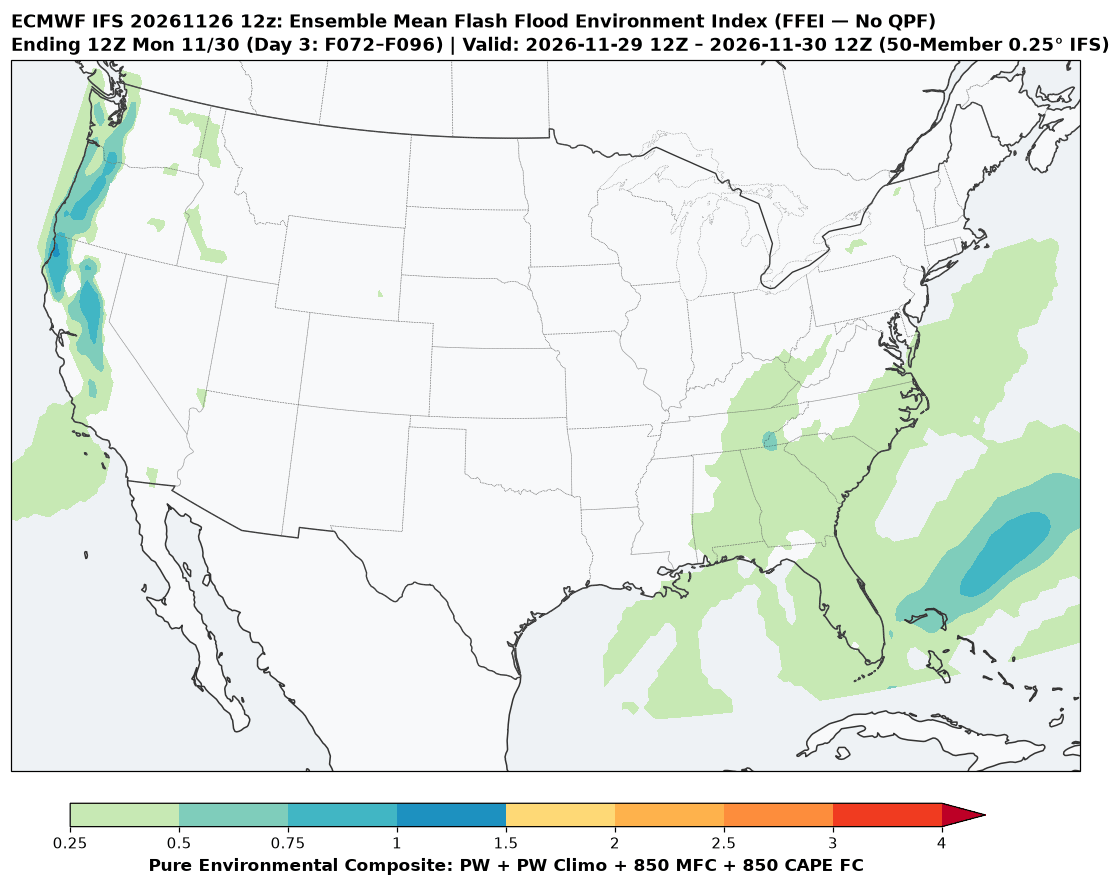 ECMWF IFS 20261126 12z: Ensemble Mean Flash Flood Environment Index (FFEI — No QPF)
Ending 12Z Mon 11/30 (Day 3: F072–F096) | Valid: 2026-11-29 12Z – 2026-11-30 12Z (50-Member 0.25° IFS)
0.25 0.5 0.75 1 1.5 2 2.5 3 4
Pure Environmental Composite: PW + PW Climo + 850 MFC + 850 CAPE FC